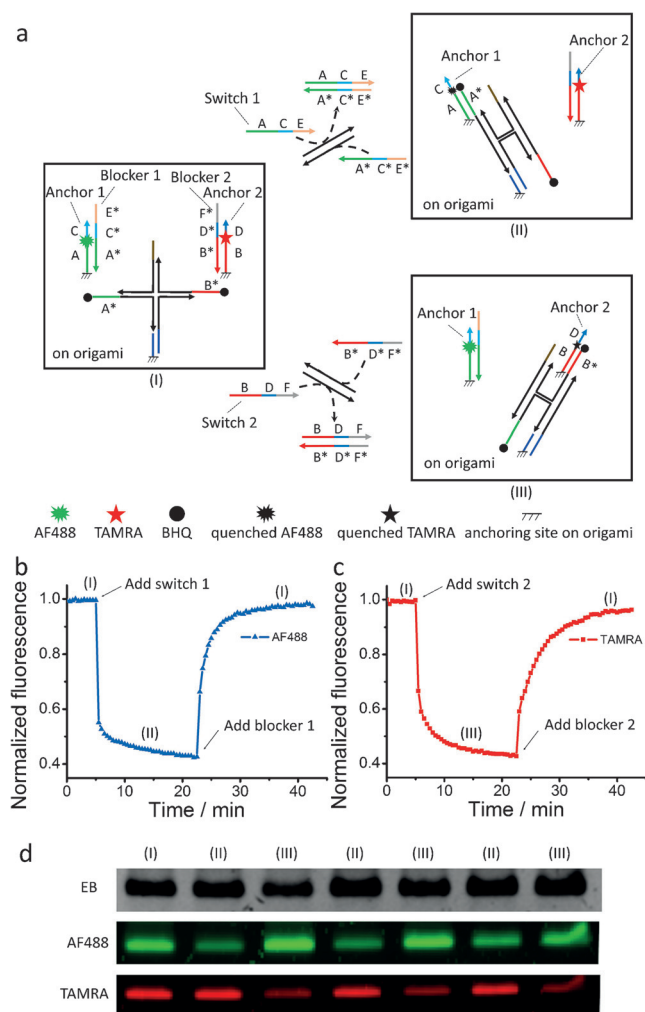 a
A C E
A* C* E*
Switch 1
A C E
A* C* E*
Anchor 1
Anchor 2
C
A
A*
on origami
(II)
Blocker 1
Blocker 2
Anchor 1
Anchor 2
E*
F*
C
C*
D*
D
A
A*
B*
B
B*
A*
on origami
(I)
B* D* F*
B D F
Switch 2
B D F
B* D* F*
Anchor 1
Anchor 2
D
B
B*
on origami
(III)
AF488 TAMRA BHQ quenched AF488 quenched TAMRA anchoring site on origami
b
(I)
Add switch 1
(I)
AF488
(II)
Add blocker 1
Normalized fluorescence
1.0
0.8
0.6
0.4
0 10 20 30 40
Time / min
c
(I)
Add switch 2
(I)
TAMRA
(III)
Add blocker 2
Normalized fluorescence
1.0
0.8
0.6
0.4
0 10 20 30 40
Time / min
d
(I) (II) (III) (II) (III) (II) (III)
EB
AF488
TAMRA